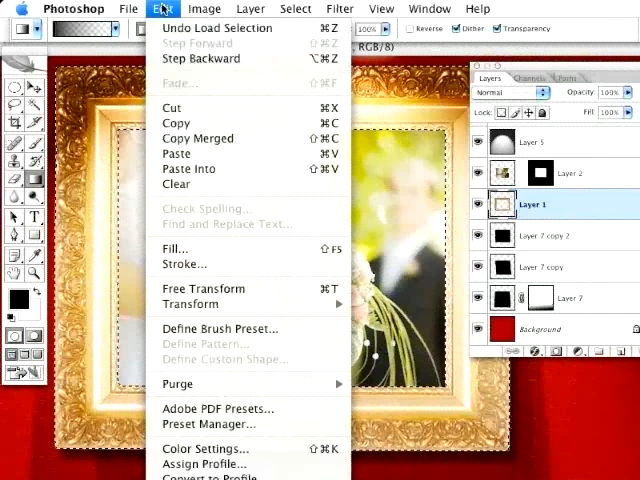 Photoshop File Edit Image Layer Select Filter View Window Help
100% Reverse Dither Transparency
, RGB/8)
Undo Load Selection ⌘Z
Step Forward ⇧⌘Z
Step Backward ⌥⌘Z
Fade... ⇧⌘F
Cut ⌘X
Copy ⌘C
Copy Merged ⇧⌘C
Paste ⌘V
Paste Into ⇧⌘V
Clear
Check Spelling...
Find and Replace Text...
Fill... ⇧F5
Stroke...
Free Transform ⌘T
Transform
Define Brush Preset...
Define Pattern...
Define Custom Shape...
Purge
Adobe PDF Presets...
Preset Manager...
Color Settings... ⇧⌘K
Assign Profile...
Convert to Profile
Layers Channels Paths
Normal Opacity: 100%
Lock: Fill: 100%
Layer 5
Layer 2
Layer 1
Layer 7 copy 2
Layer 7 copy
Layer 7
Background